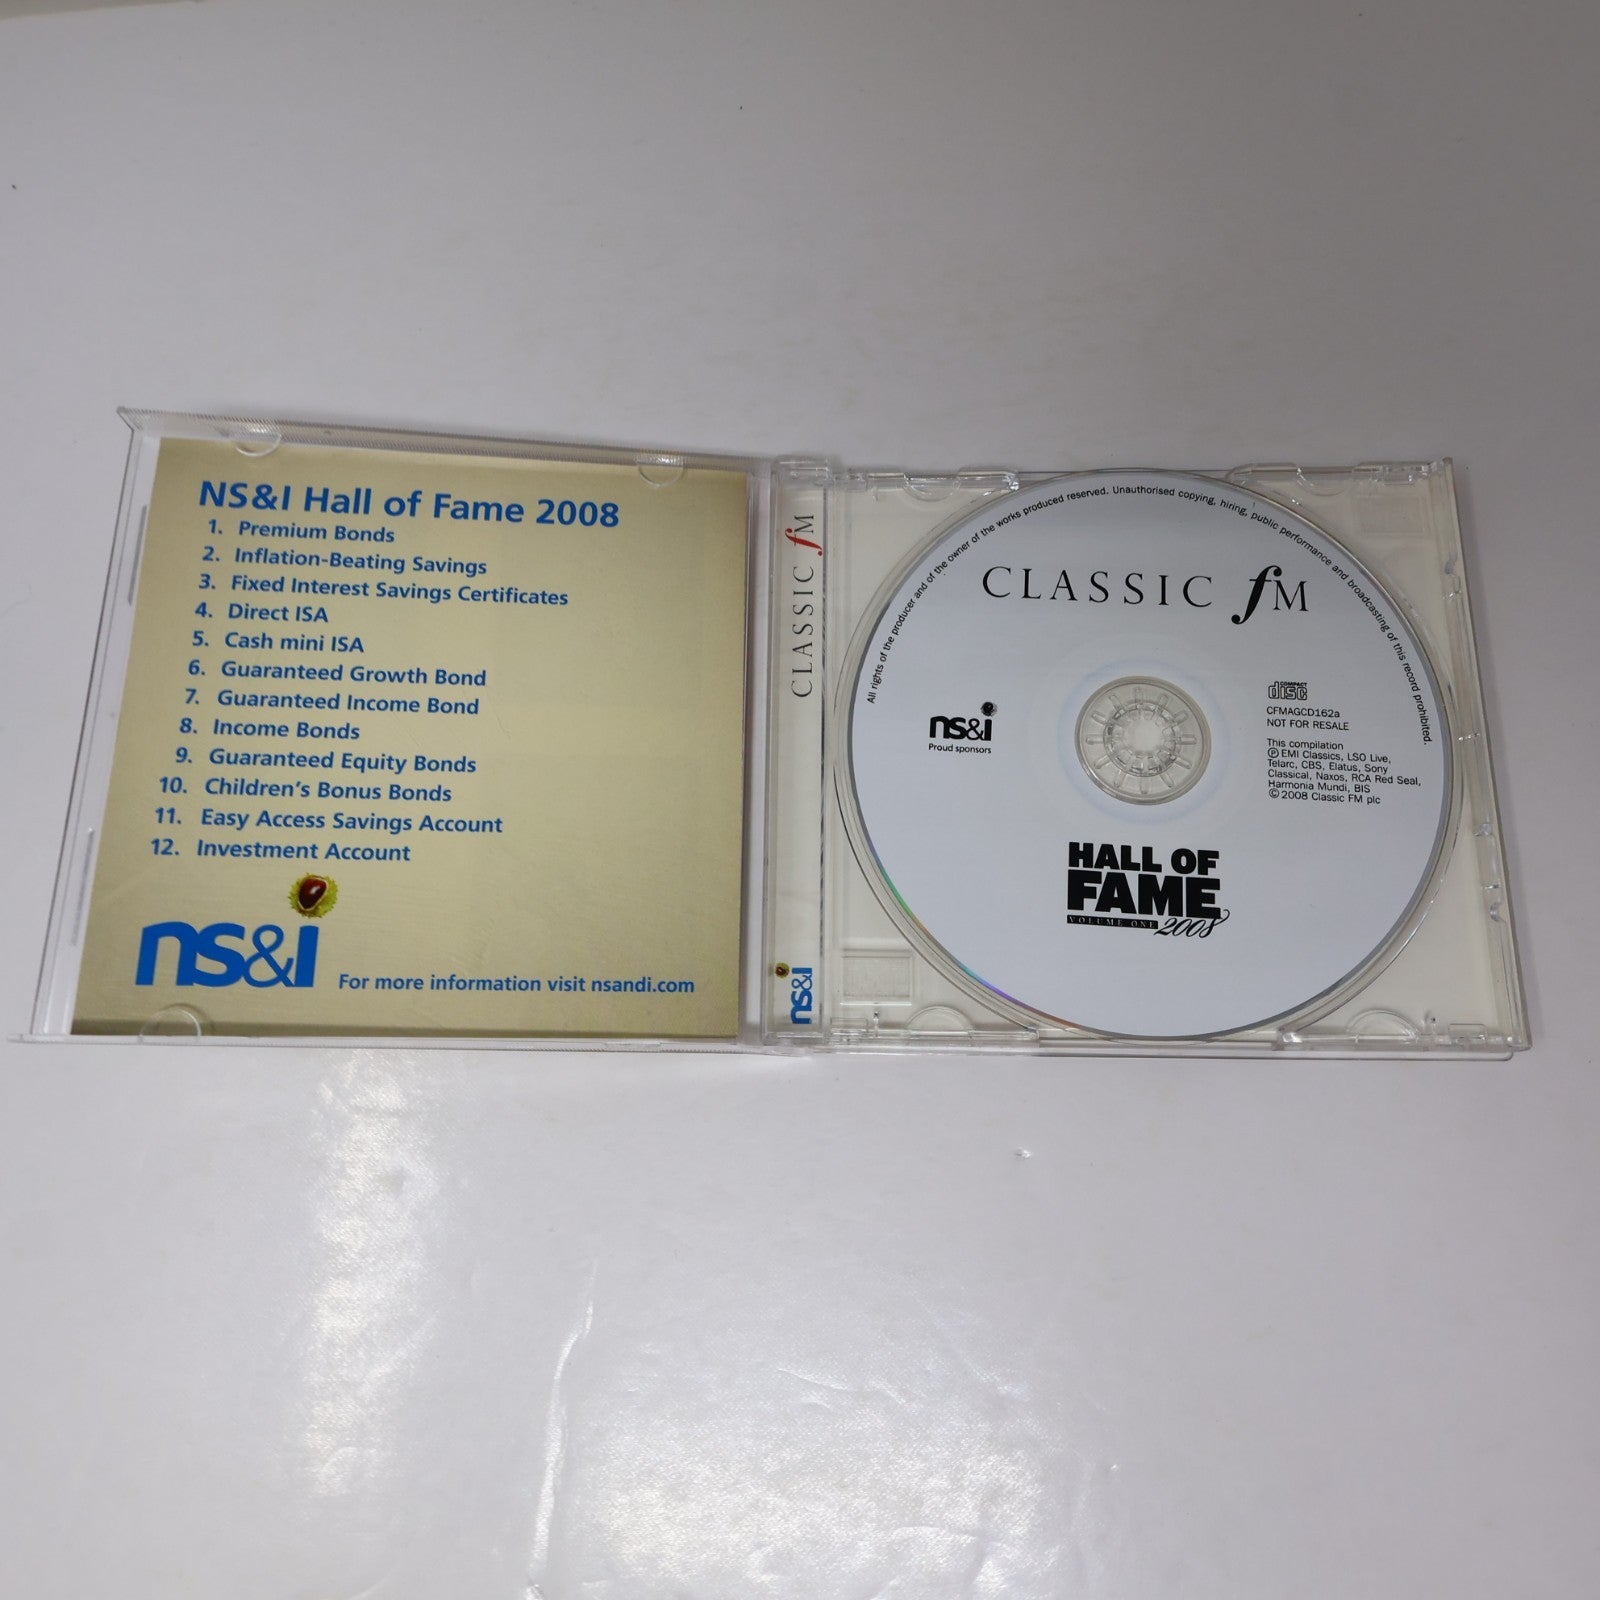 NS&I Hall of Fame 2008
1. Premium Bonds
2. Inflation-Beating Savings
3. Fixed Interest Savings Certificates
4. Direct ISA
5. Cash mini ISA
6. Guaranteed Growth Bond
7. Guaranteed Income Bond
8. Income Bonds
9. Guaranteed Equity Bonds
10. Children's Bonus Bonds
11. Easy Access Savings Account
12. Investment Account
ns&i
For more information visit nsandi.com
CLASSIC fM
ns&i
All rights of the producer and of the owner of the works produced reserved. Unauthorised copying, hiring, public performance and broadcasting of this record prohibited.
CLASSIC fM
ns&i
Proud sponsors
COMPACT
disc
CFMAGCD162a
NOT FOR RESALE
This compilation
℗ EMI Classics, LSO Live,
Telarc, CBS, Elatus, Sony
Classical, Naxos, RCA Red Seal,
Harmonia Mundi, BIS
© 2008 Classic FM plc
HALL OF
FAME
VOLUME ONE 2008